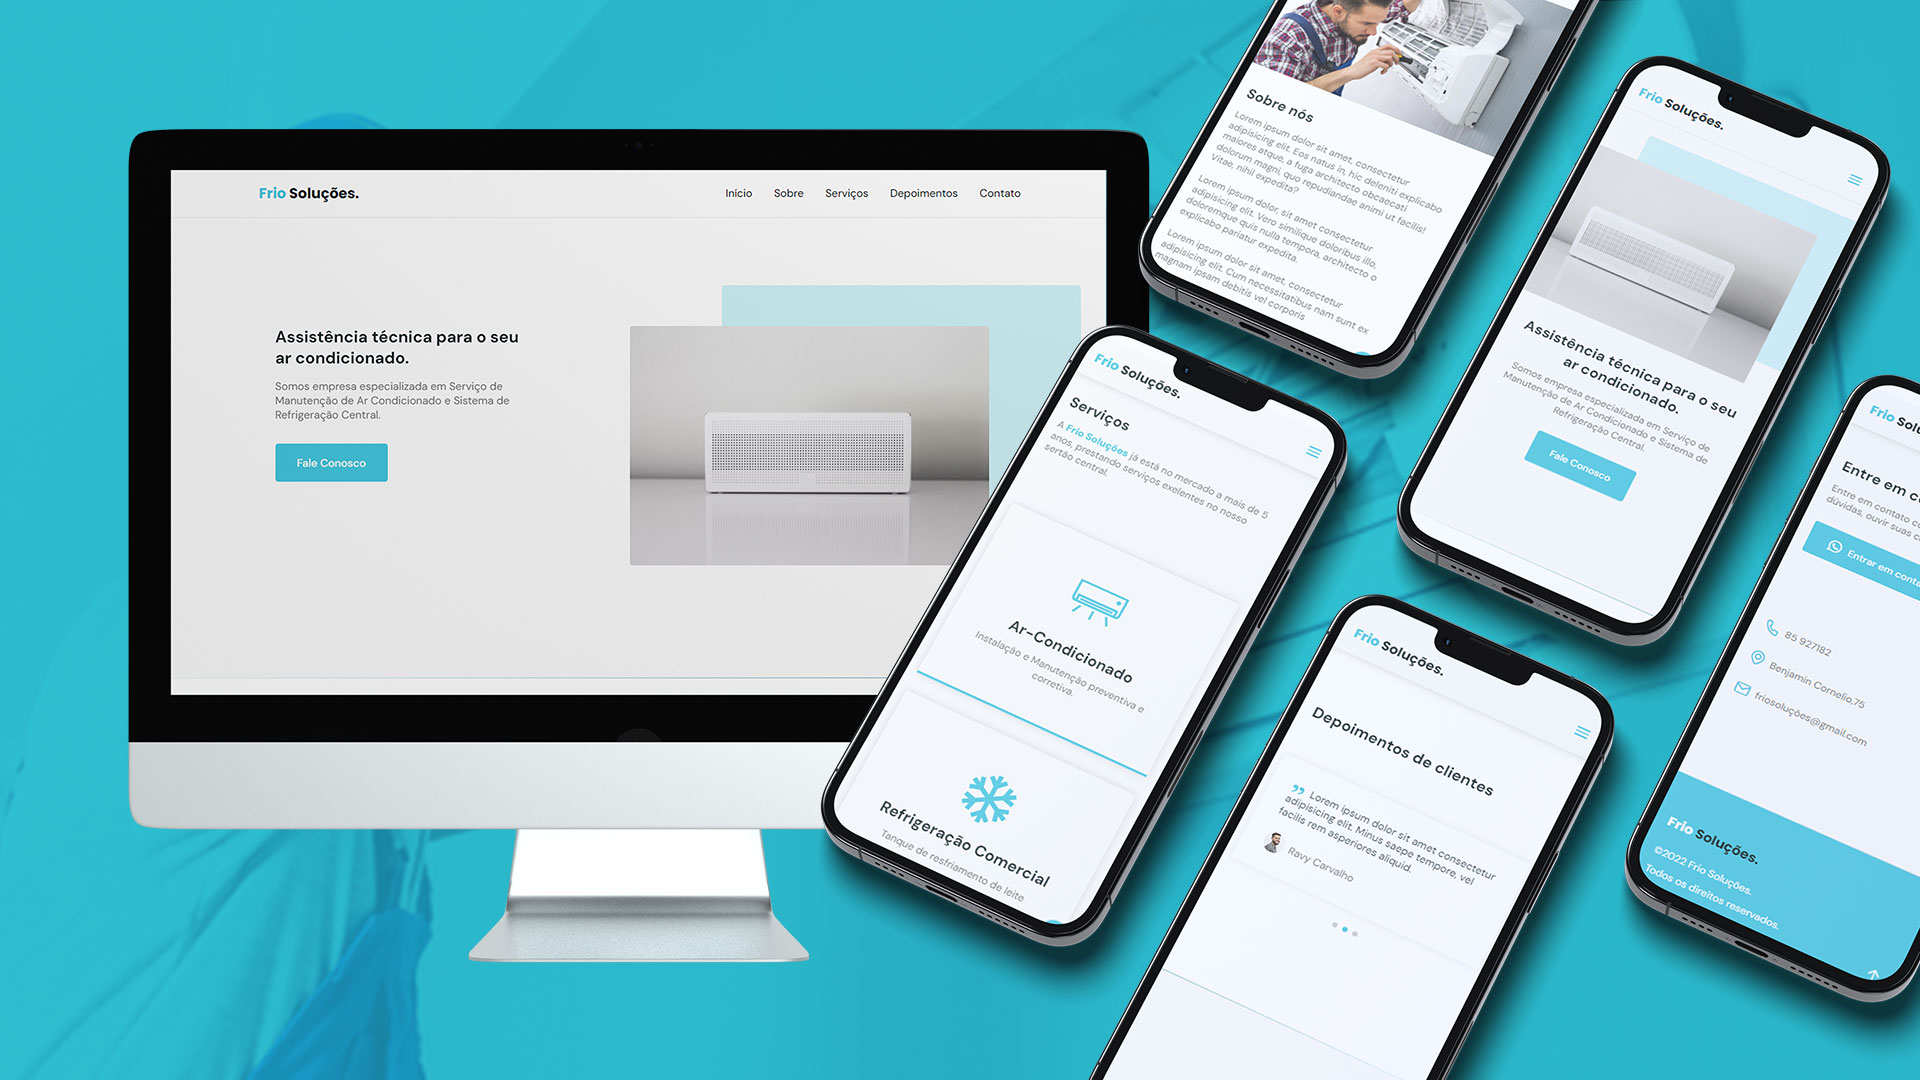 Frio Soluções.
Início Sobre Serviços Depoimentos Contato
Assistência técnica para o seu
ar condicionado.
Somos empresa especializada em Serviço de
Manutenção de Ar Condicionado e Sistema de
Refrigeração Central.
Fale Conosco
Sobre nós
Lorem ipsum dolor sit amet, consectetur
adipisicing elit. Eos natus in, hic deleniti explicabo
maiores atque, a fuga architecto obcaecati
dolorum magni, quo repudiandae animi ut facilis!
Vitae, nihil expedita?
Lorem ipsum dolor, sit amet consectetur
adipisicing elit. Vero similique doloribus illo,
doloremque quis nulla tempora, architecto o
explicabo pariatur expedita.
Lorem ipsum dolor sit amet, consectetur
adipisicing elit. Cum necessitatibus nam sunt ex
magnam ipsam debitis vel corporis
Frio Soluções.
Assistência técnica para o seu
ar condicionado.
Somos empresa especializada em Serviço de
Manutenção de Ar Condicionado e Sistema de
Refrigeração Central.
Fale Conosco
Frio Soluções.
Serviços
A Frio Soluções já está no mercado a mais de 5
anos, prestando serviços exelentes no nosso
sertão central.
Ar-Condicionado
Instalação e Manutenção preventiva e
corretiva.
Refrigeração Comercial
Tanque de resfriamento de leite
Frio Soluções.
Depoimentos de clientes
Lorem ipsum dolor sit amet consectetur
adipisicing elit. Minus saepe tempore, vel
facilis rem asperiores aliquid.
Ravy Carvalho
Frio Solu
Entre em c
Entre em contato co
dúvidas, ouvir suas c
Entrar em conta
85 927182
Benjamin Cornelio,75
friosoluções@gmail.com
Frio Soluções.
©2022 Frio Soluções.
Todos os direitos reservados.